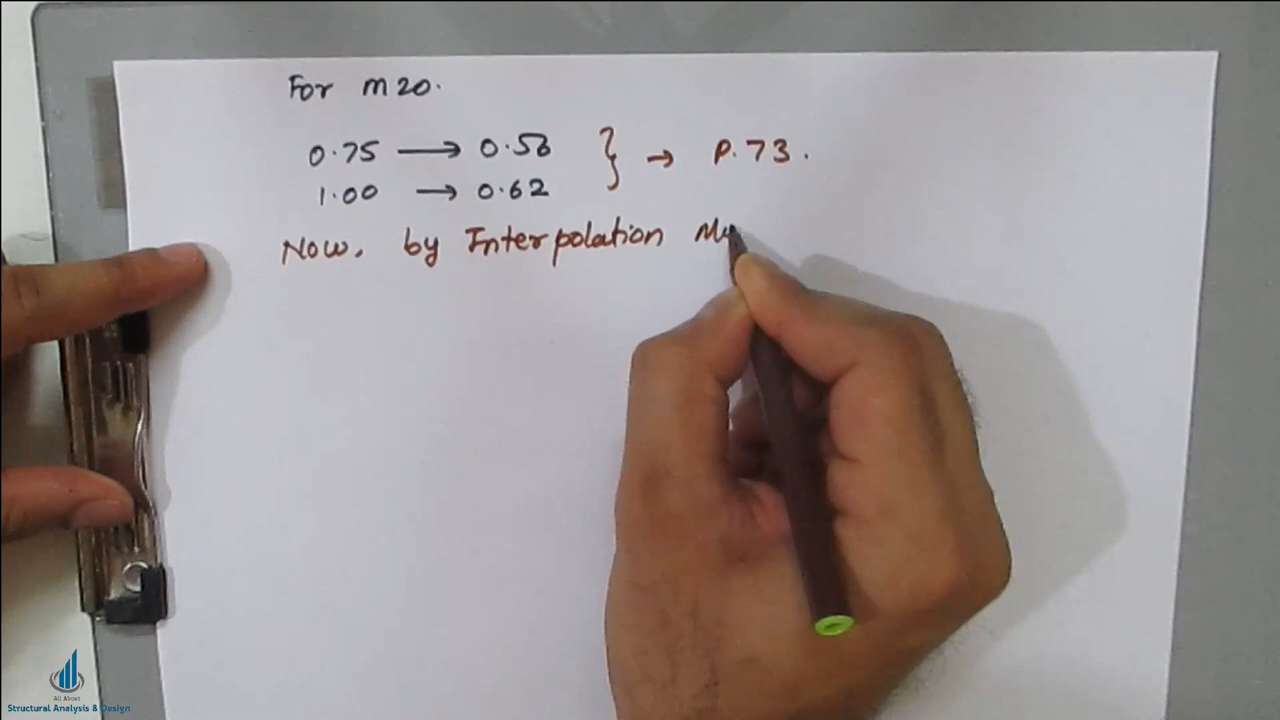 For M20.
0.75 → 0.56 } → P.73.
1.00 → 0.62
Now, by Interpolation
All About
Structural Analysis & Design